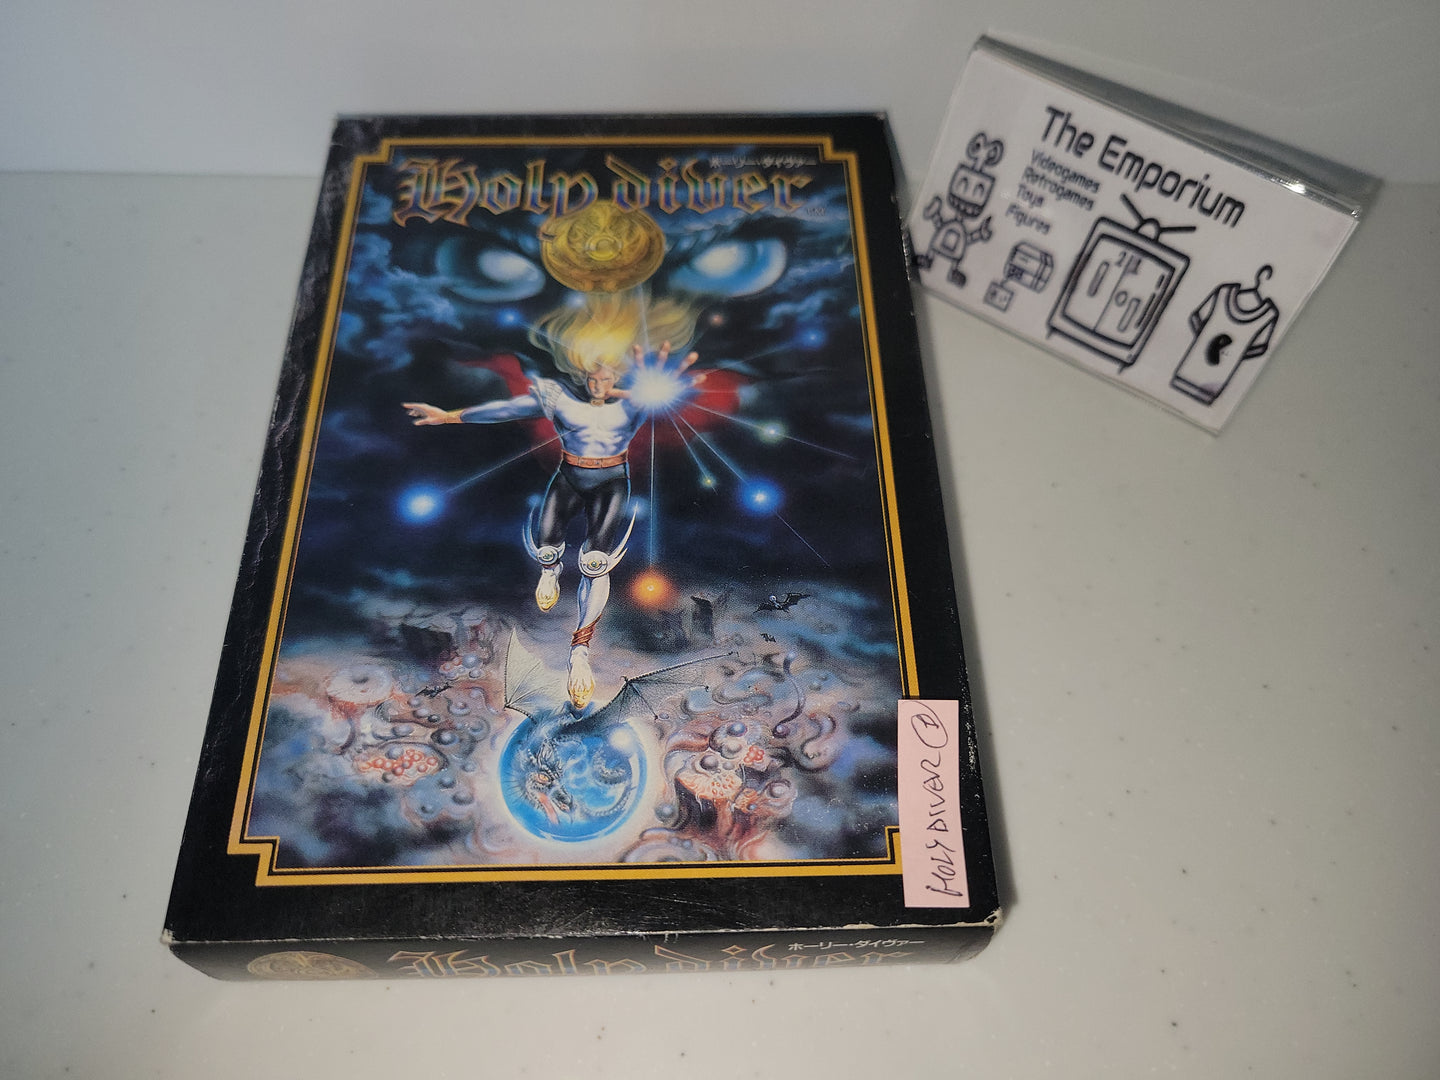 ホーリー・ダイヴァー
Holy diver
TM
The Emporium
Videogames
Retrogames
Toys
Figures
HOLY DIVER
ホーリー・ダイヴァー
Holy diver